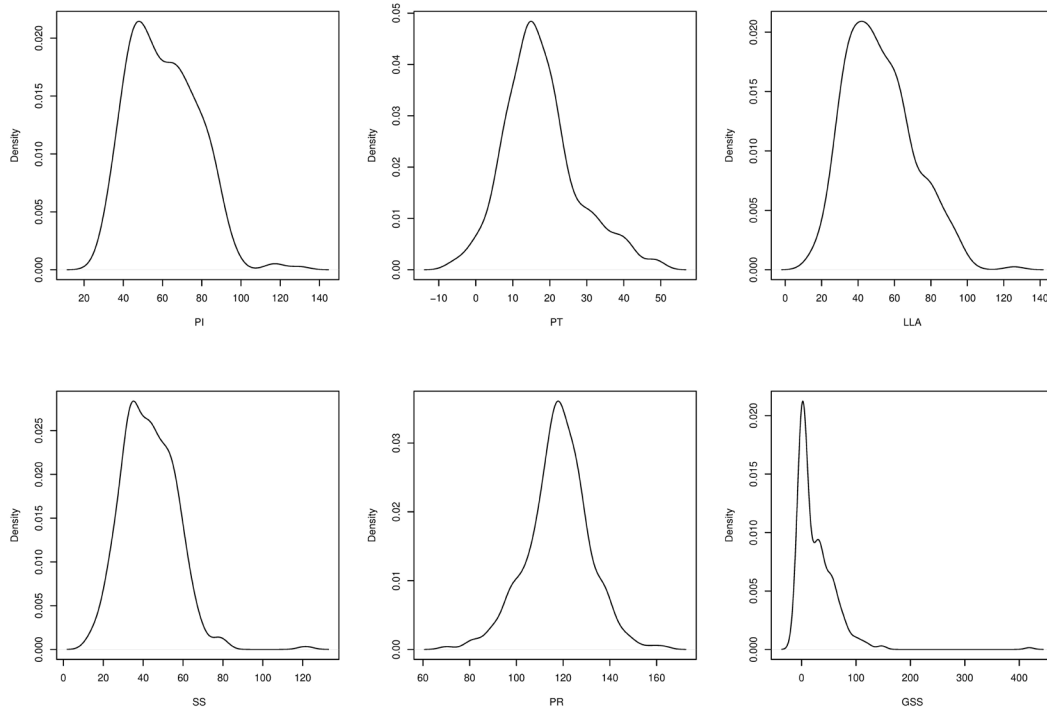 Density
0.000 0.005 0.010 0.015 0.020
20 40 60 80 100 120 140
PI
Density
0.00 0.01 0.02 0.03 0.04 0.05
−10 0 10 20 30 40 50
PT
Density
0.000 0.005 0.010 0.015 0.020
0 20 40 60 80 100 120 140
LLA
Density
0.000 0.005 0.010 0.015 0.020 0.025
0 20 40 60 80 100 120
SS
Density
0.00 0.01 0.02 0.03
60 80 100 120 140 160
PR
Density
0.000 0.005 0.010 0.015 0.020
0 100 200 300 400
GSS